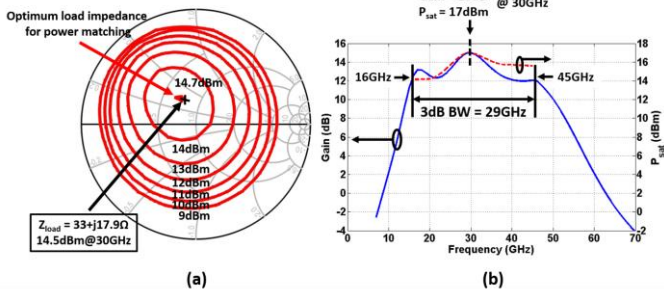 Optimum load impedance
for power matching
14.7dBm
14dBm
13dBm
12dBm
11dBm
10dBm
9dBm
Z_load = 33+j17.9Ω
14.5dBm@30GHz
(a)
@ 30GHz
P_sat = 17dBm
16GHz
45GHz
3dB BW = 29GHz
Gain (dB)
16
14
12
10
8
6
4
2
0
-2
-4
P_sat (dBm)
18
16
14
12
10
8
6
4
2
0
-2
0 10 20 30 40 50 60 70
Frequency (GHz)
(b)